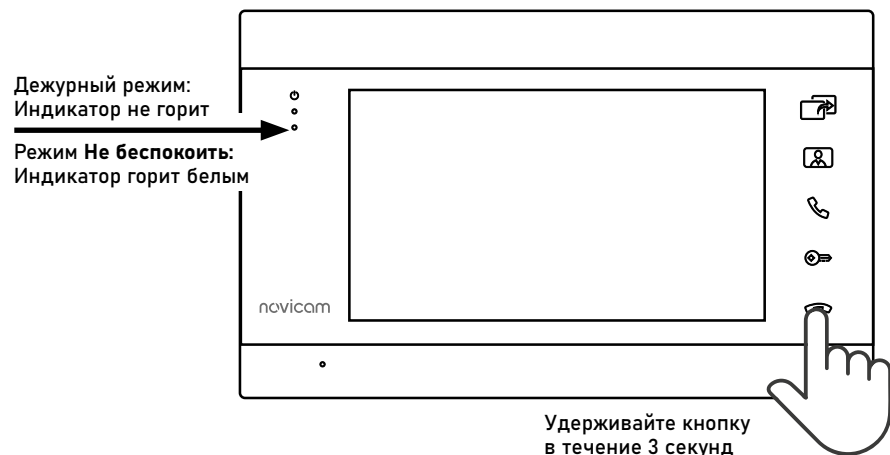 Дежурный режим:
Индикатор не горит
Режим Не беспокоить:
Индикатор горит белым
novicam
Удерживайте кнопку
в течение 3 секунд